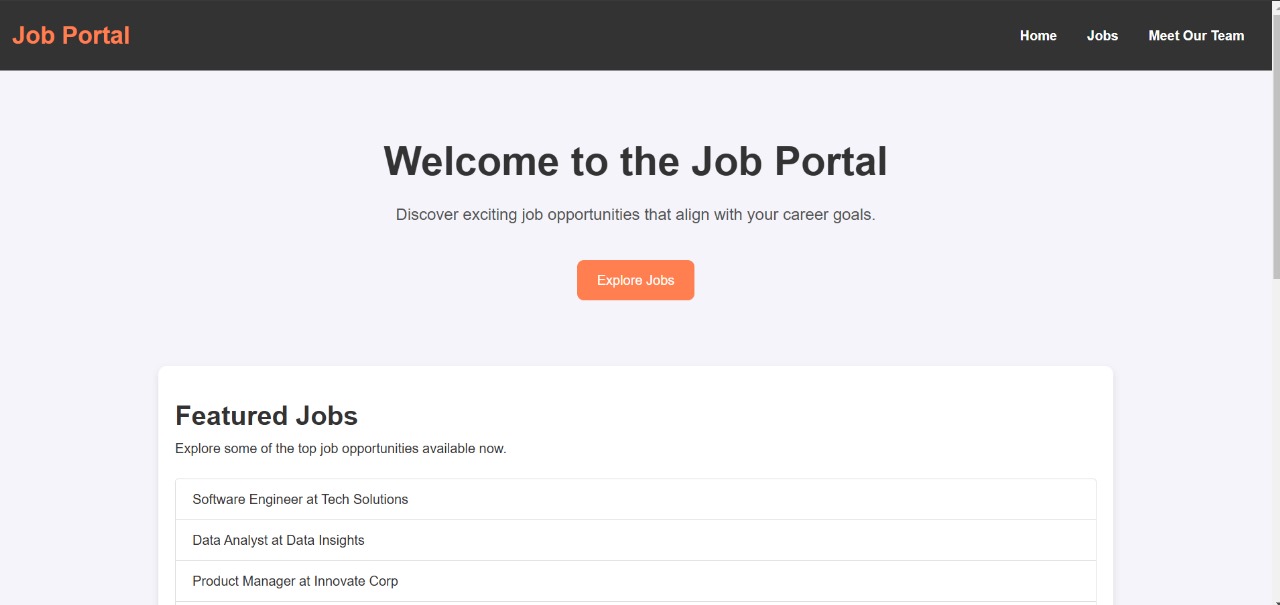 Job Portal
Home Jobs Meet Our Team
Welcome to the Job Portal
Discover exciting job opportunities that align with your career goals.
Explore Jobs
Featured Jobs
Explore some of the top job opportunities available now.
Software Engineer at Tech Solutions
Data Analyst at Data Insights
Product Manager at Innovate Corp